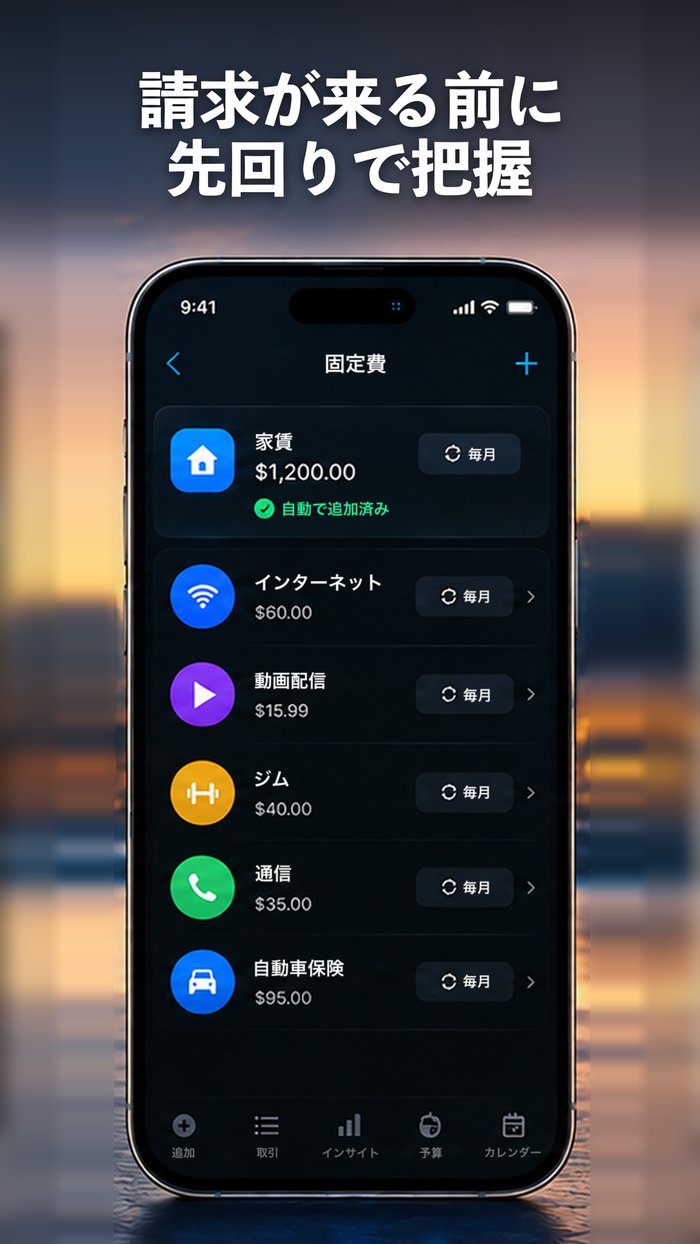 請求が来る前に
先回りで把握
9:41
固定費
家賃
$1,200.00
毎月
自動で追加済み
インターネット
$60.00
毎月
動画配信
$15.99
毎月
ジム
$40.00
毎月
通信
$35.00
毎月
自動車保険
$95.00
毎月
追加
取引
インサイト
予算
カレンダー